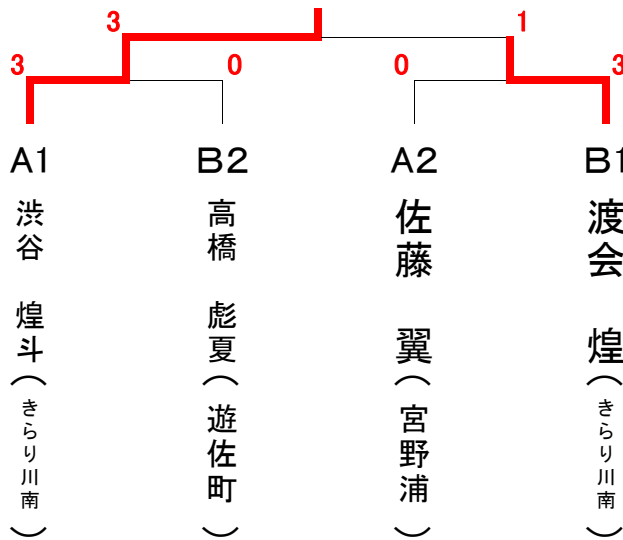 3 1
3 0 0 3
A1 B2 A2 B1
渋谷 煌斗(きらり川南)
高橋 彪夏(遊佐町)
佐藤 翼(宮野浦)
渡会 煌(きらり川南)